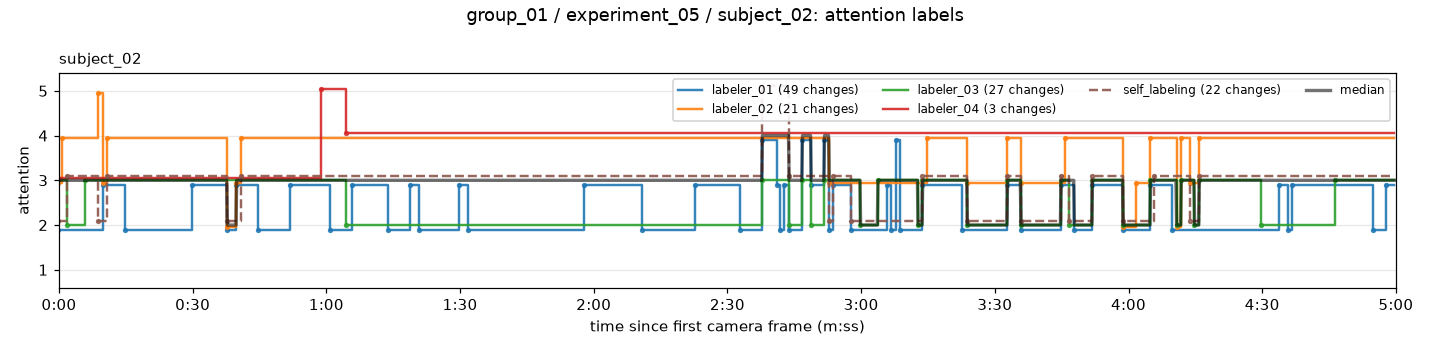 group_01 / experiment_05 / subject_02: attention labels
subject_02
labeler_01 (49 changes)
labeler_02 (21 changes)
labeler_03 (27 changes)
labeler_04 (3 changes)
self_labeling (22 changes)
median
attention
5
4
3
2
1
0:00 0:30 1:00 1:30 2:00 2:30 3:00 3:30 4:00 4:30 5:00
time since first camera frame (m:ss)